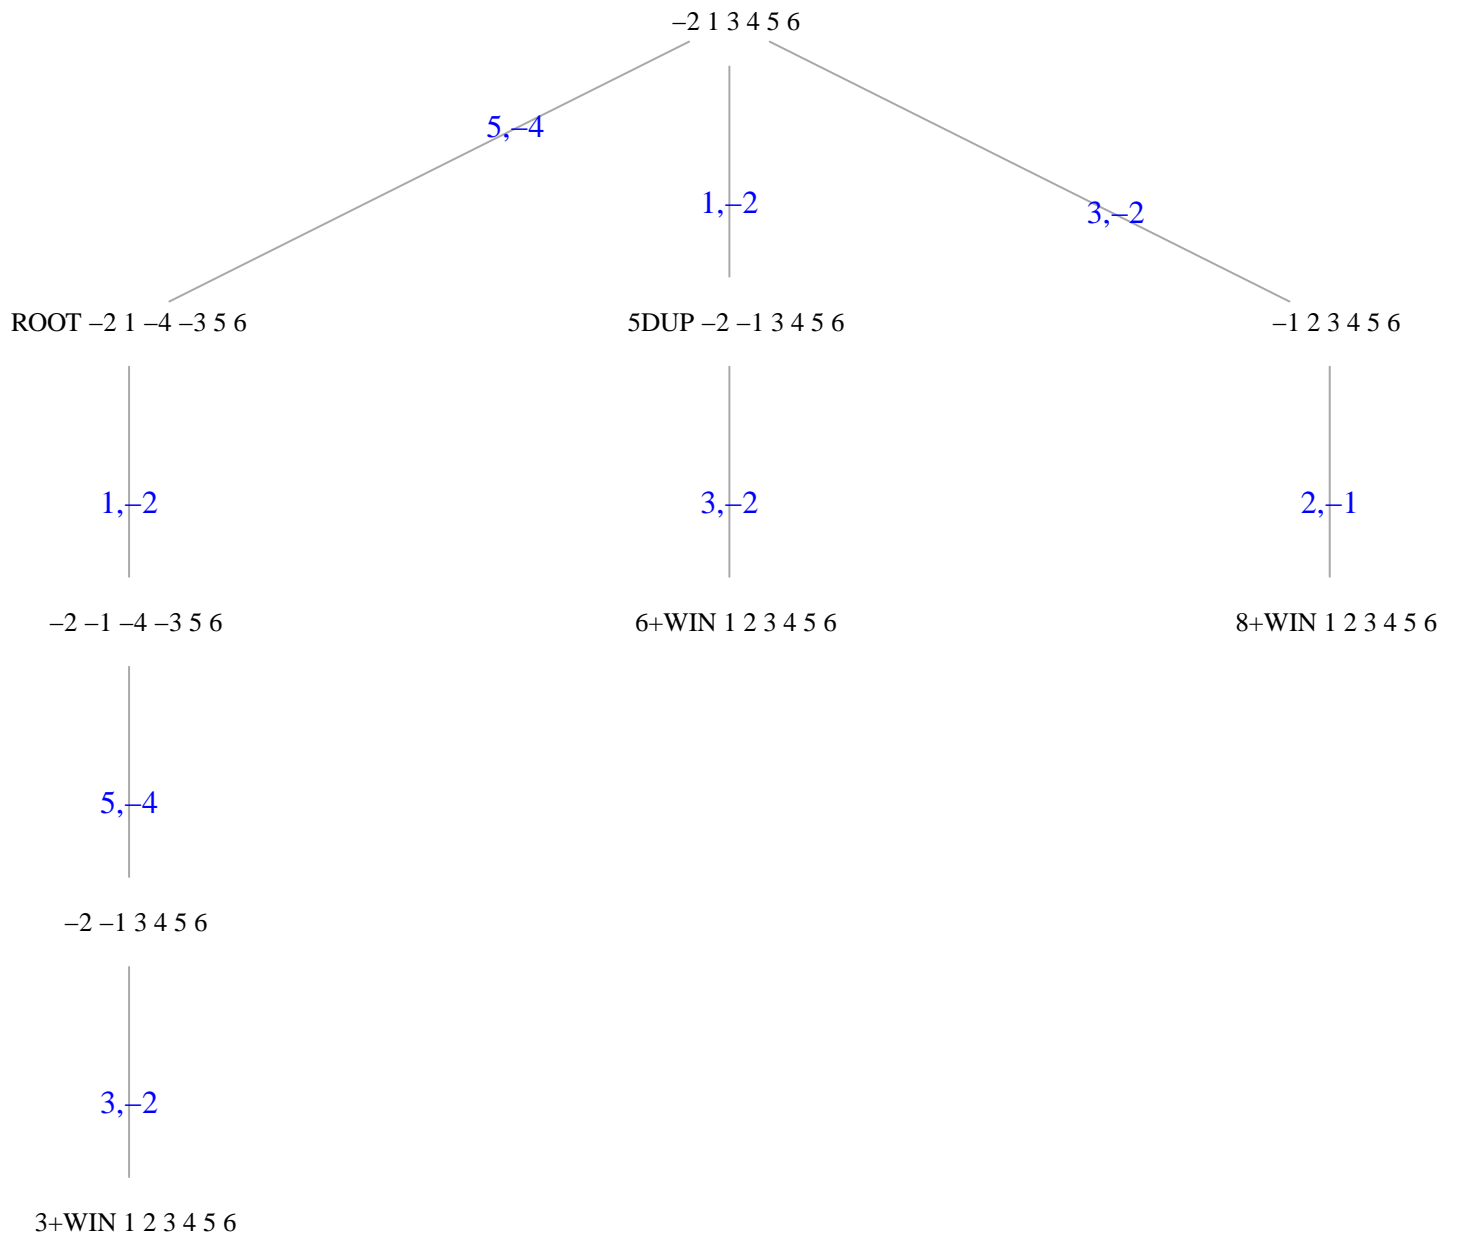 –2 1 3 4 5 6
5,–4
1,–2
3,–2
ROOT –2 1 –4 –3 5 6
5DUP –2 –1 3 4 5 6
–1 2 3 4 5 6
1,–2
3,–2
2,–1
–2 –1 –4 –3 5 6
6+WIN 1 2 3 4 5 6
8+WIN 1 2 3 4 5 6
5,–4
–2 –1 3 4 5 6
3,–2
3+WIN 1 2 3 4 5 6